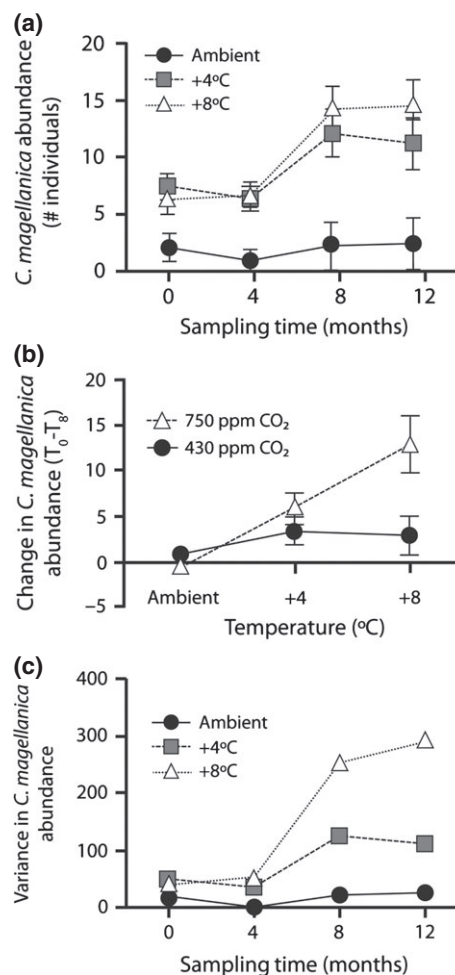 (a)
C. magellanica abundance
(# individuals)
20
15
10
5
0
Ambient
+4ºC
+8ºC
0 4 8 12
Sampling time (months)
(b)
Change in C. magellanica
abundance (T₀-T₈)
20
15
10
5
0
−5
750 ppm CO₂
430 ppm CO₂
Ambient +4 +8
Temperature (ºC)
(c)
Variance in C. magellanica
abundance
400
300
200
100
0
Ambient
+4ºC
+8ºC
0 4 8 12
Sampling time (months)